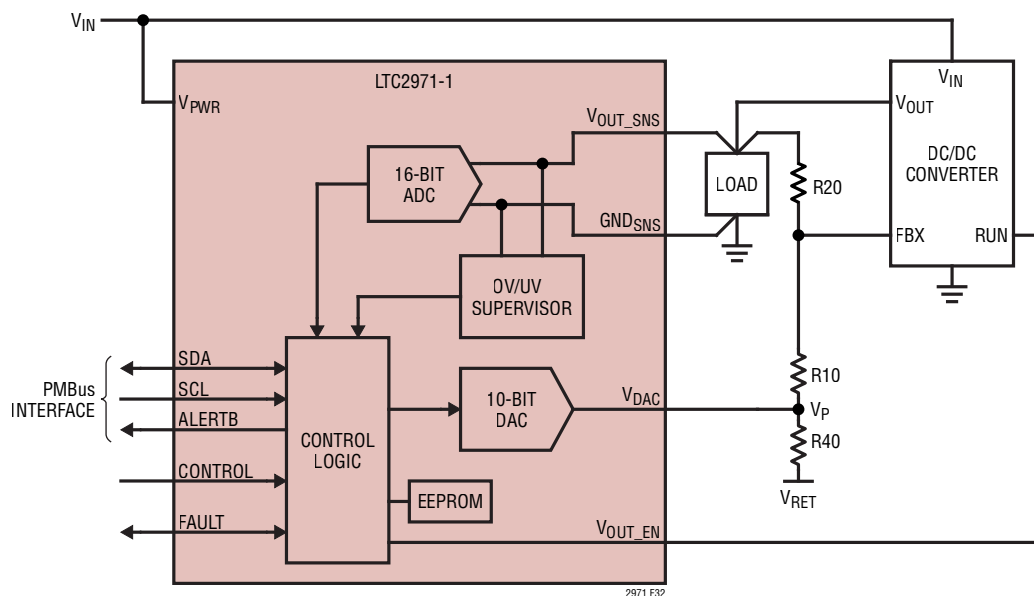 VIN
LTC2971-1
VPWR
VIN
VOUT
DC/DC
CONVERTER
FBX
RUN
VOUT_SNS
16-BIT
ADC
LOAD
R20
GNDSNS
OV/UV
SUPERVISOR
PMBus
INTERFACE
SDA
SCL
ALERTB
CONTROL
FAULT
CONTROL
LOGIC
10-BIT
DAC
VDAC
R10
VP
R40
VRET
EEPROM
VOUT_EN
2971 F32